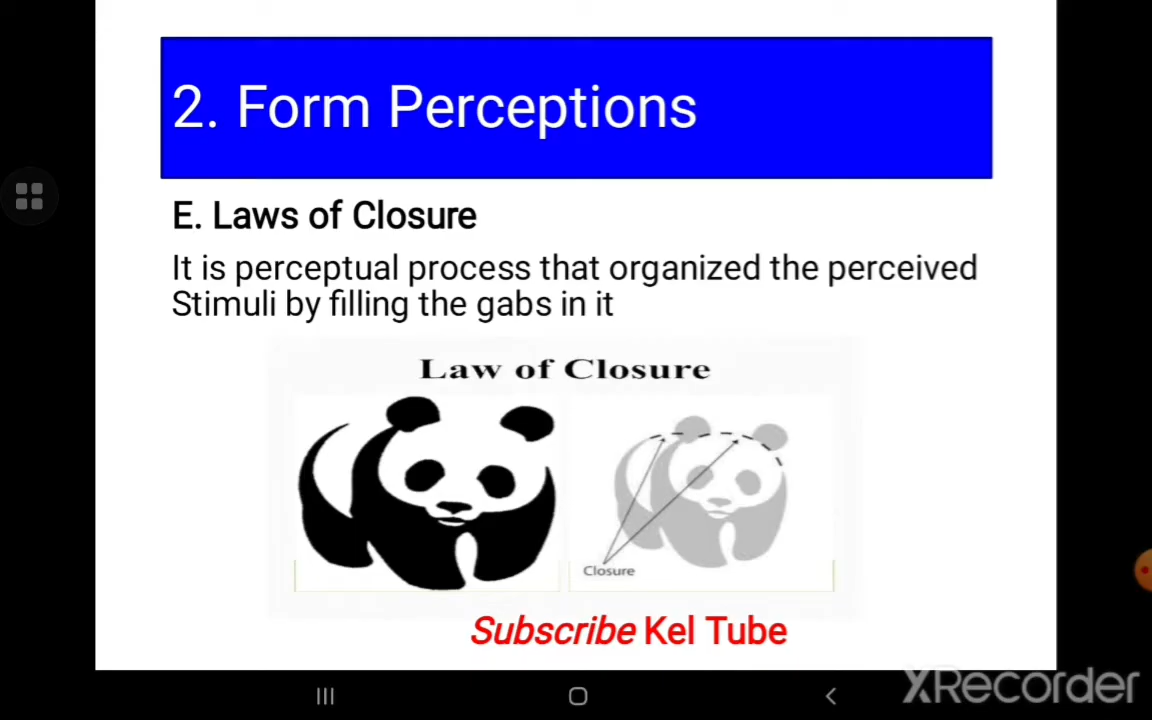 2. Form Perceptions
E. Laws of Closure
It is perceptual process that organized the perceived
Stimuli by filling the gabs in it
Law of Closure
Closure
Subscribe Kel Tube
XRecorder